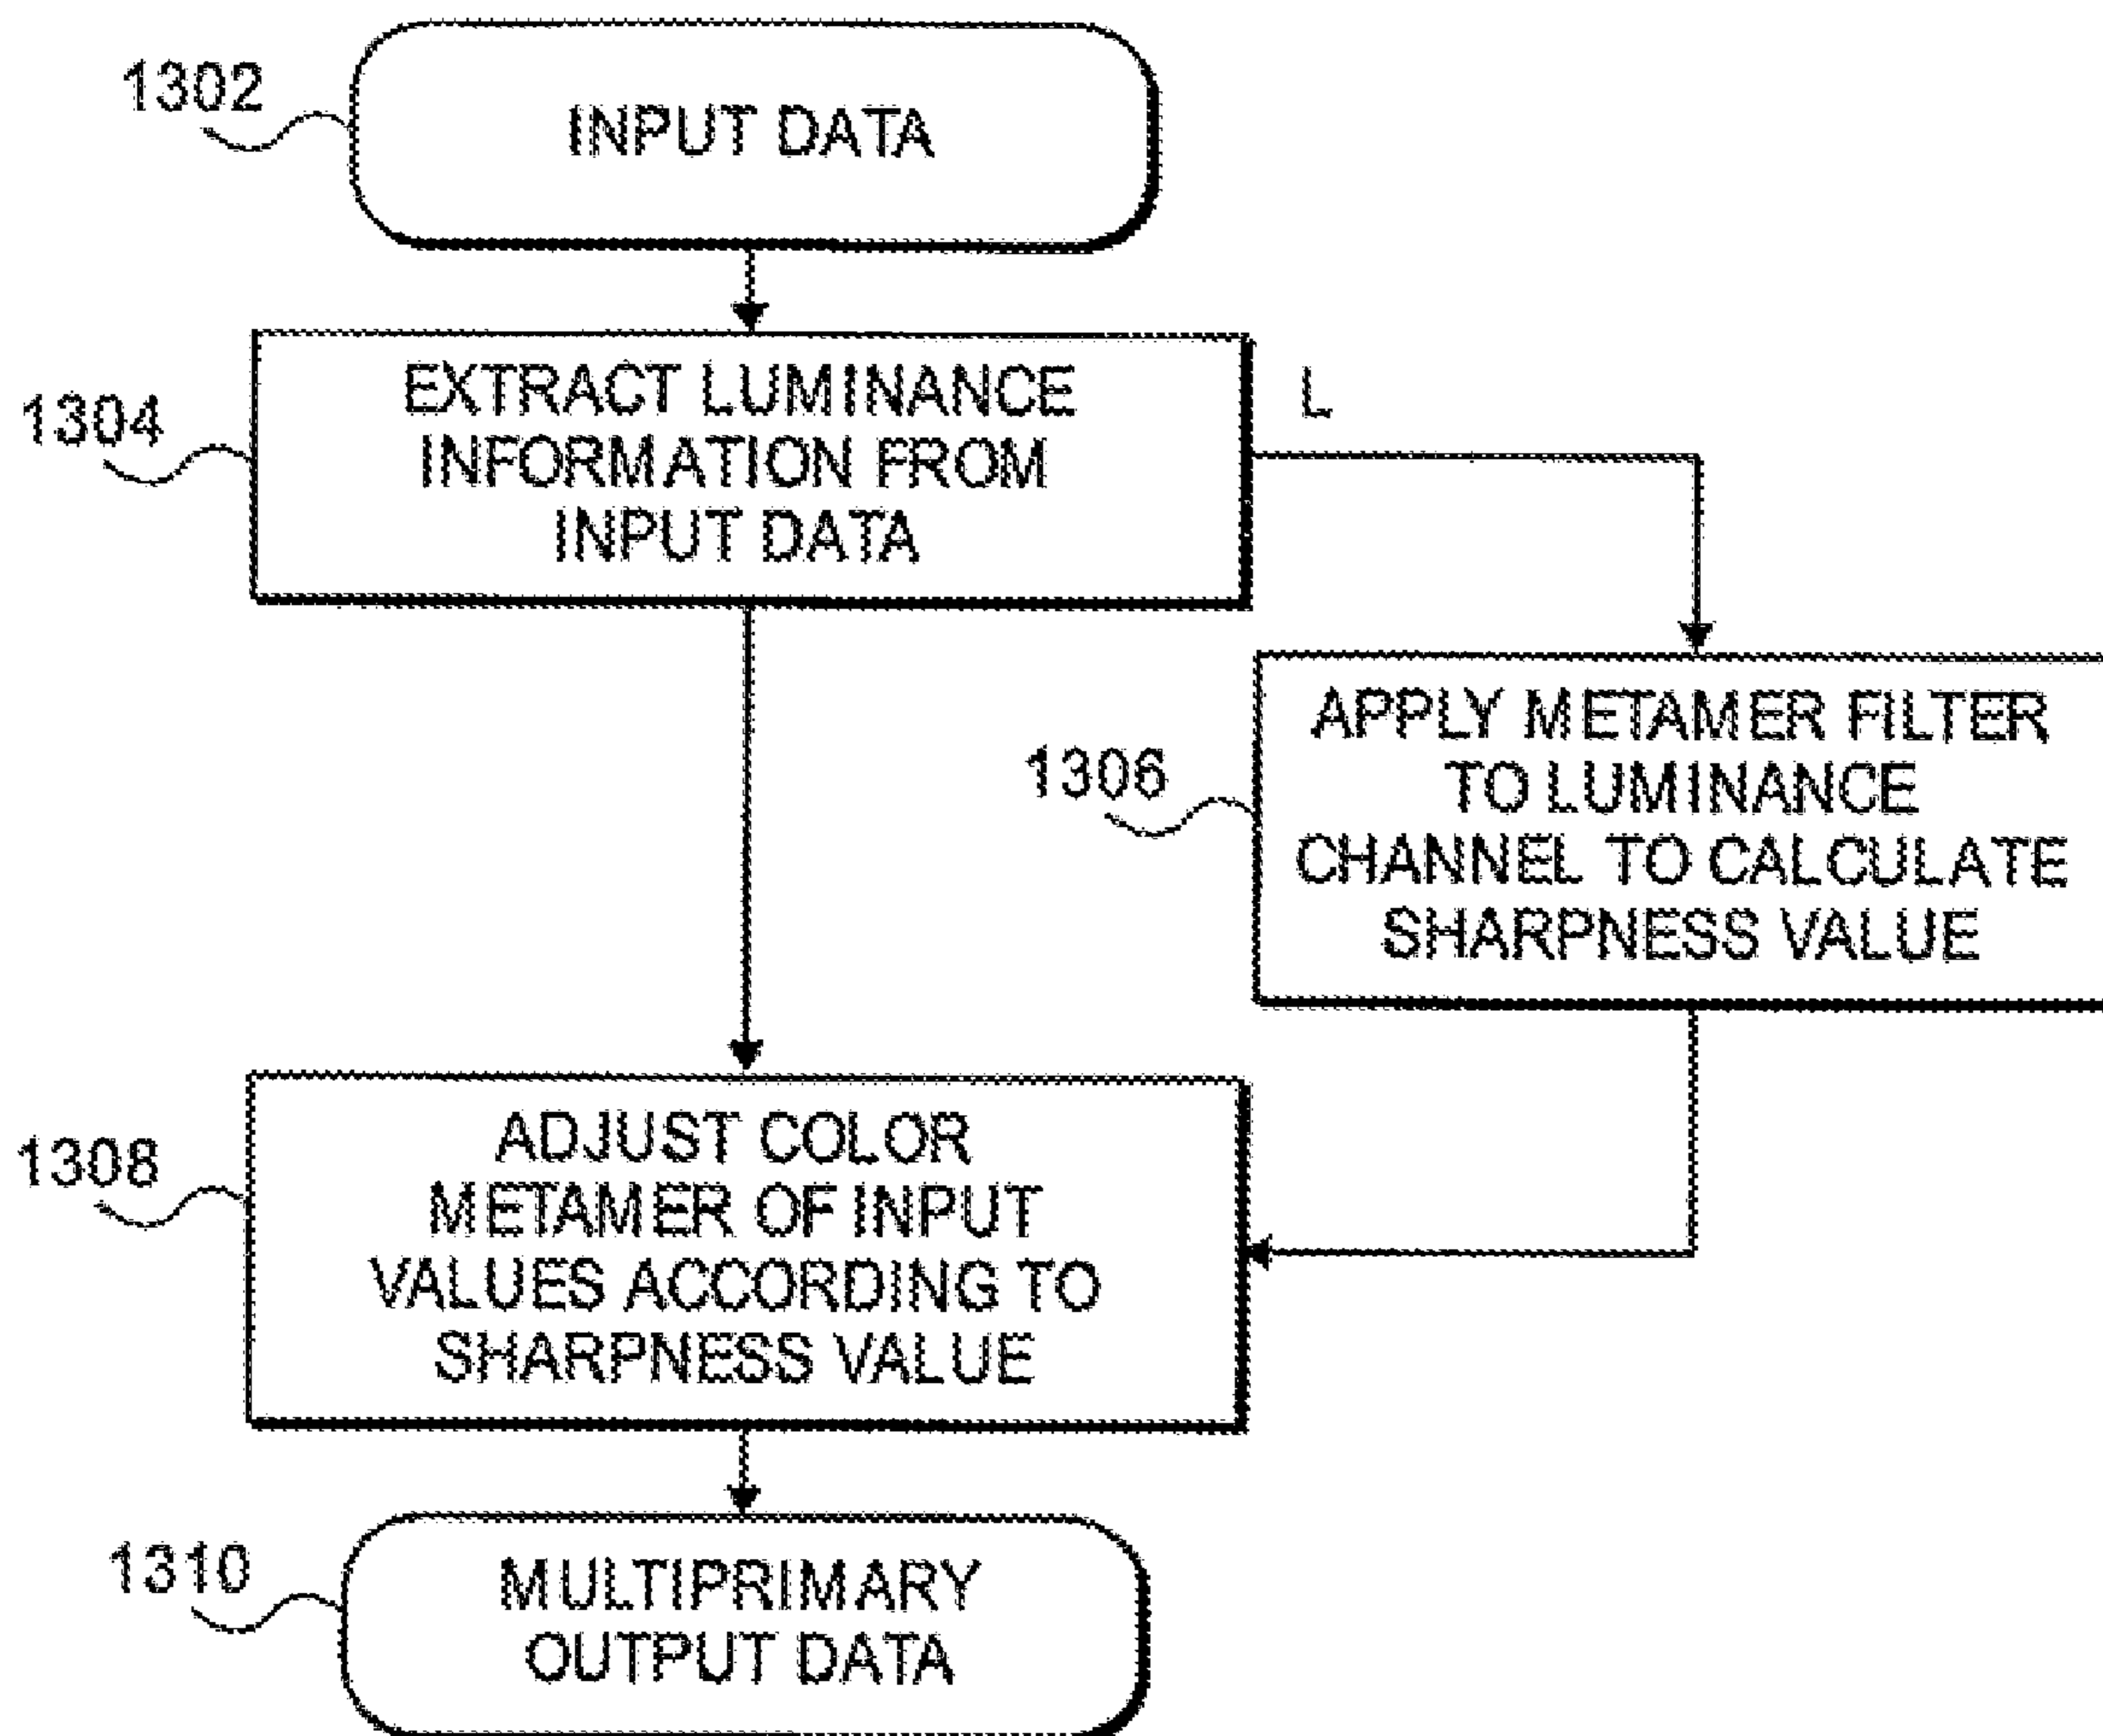 1302
INPUT DATA
1304
EXTRACT LUMINANCE
INFORMATION FROM
INPUT DATA
L
1306
APPLY METAMER FILTER
TO LUMINANCE
CHANNEL TO CALCULATE
SHARPNESS VALUE
1308
ADJUST COLOR
METAMER OF INPUT
VALUES ACCORDING TO
SHARPNESS VALUE
1310
MULTIPRIMARY
OUTPUT DATA